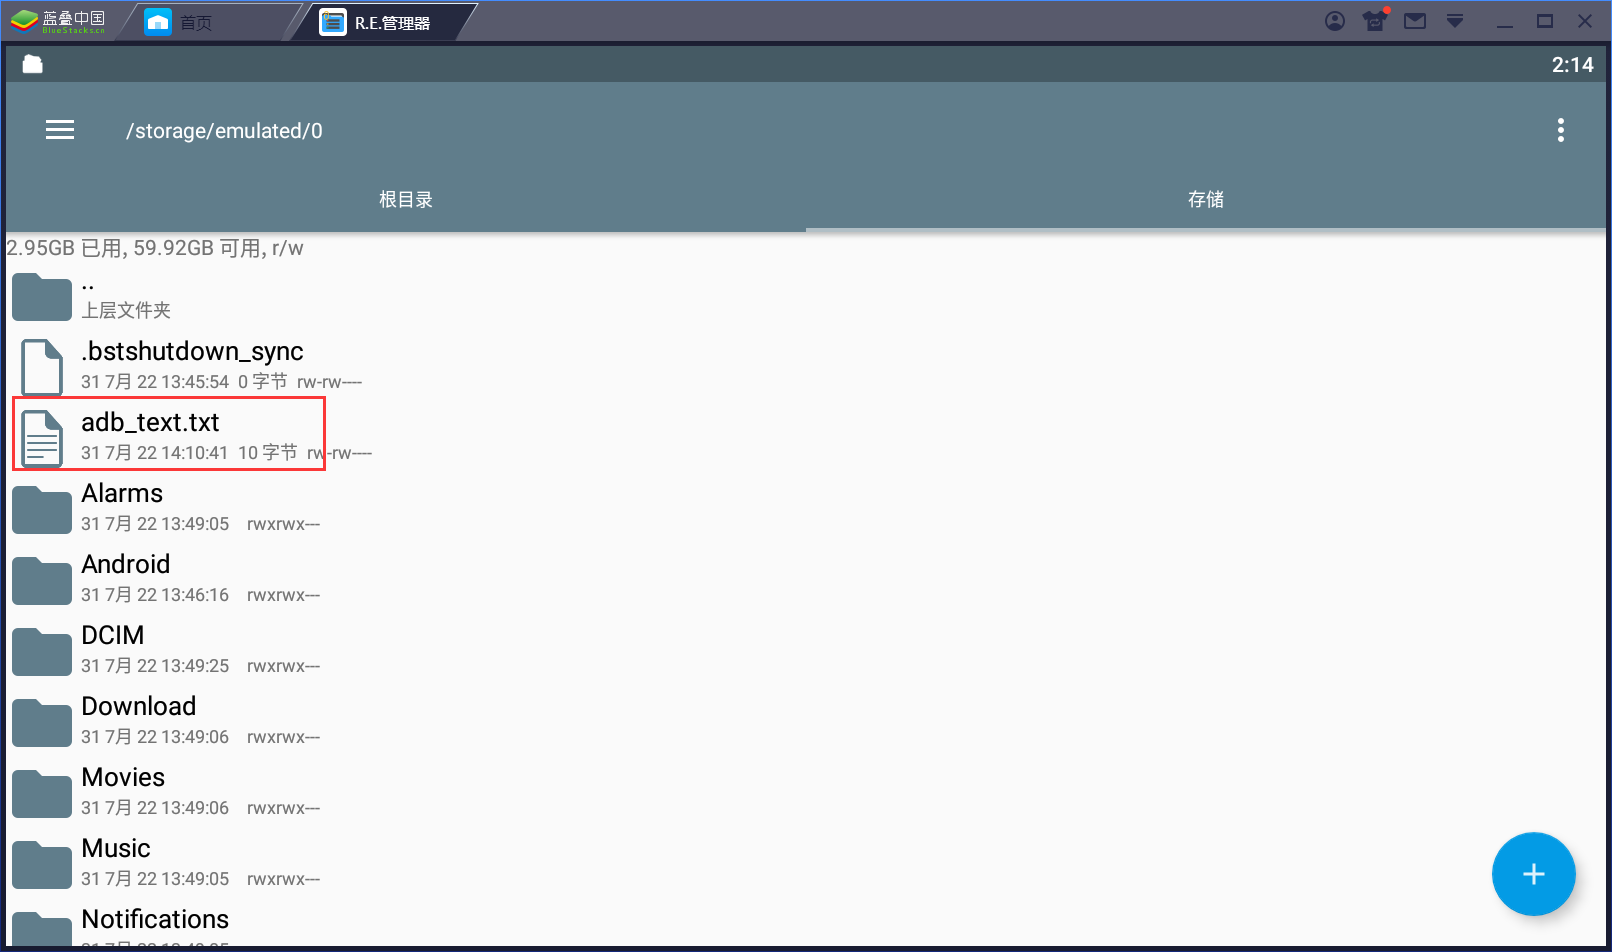 蓝叠中国
BlueStacks.cn
首页
R.E.管理器
2:14
/storage/emulated/0
根目录
存储
2.95GB 已用, 59.92GB 可用, r/w
..
上层文件夹
.bstshutdown_sync
31 7月 22 13:45:54 0 字节 rw-rw----
adb_text.txt
31 7月 22 14:10:41 10 字节 rw-rw----
Alarms
31 7月 22 13:49:05 rwxrwx---
Android
31 7月 22 13:46:16 rwxrwx---
DCIM
31 7月 22 13:49:25 rwxrwx---
Download
31 7月 22 13:49:06 rwxrwx---
Movies
31 7月 22 13:49:06 rwxrwx---
Music
31 7月 22 13:49:05 rwxrwx---
Notifications